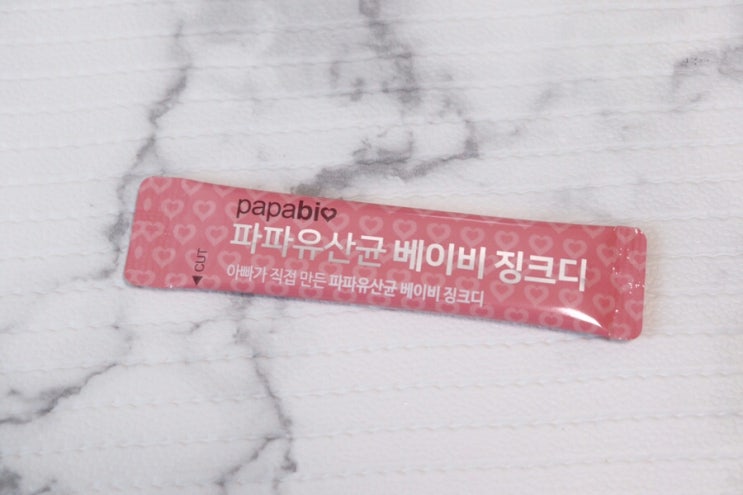 papabio
파파유산균 베이비 징크디
아빠가 직접 만든 파파유산균 베이비 징크디